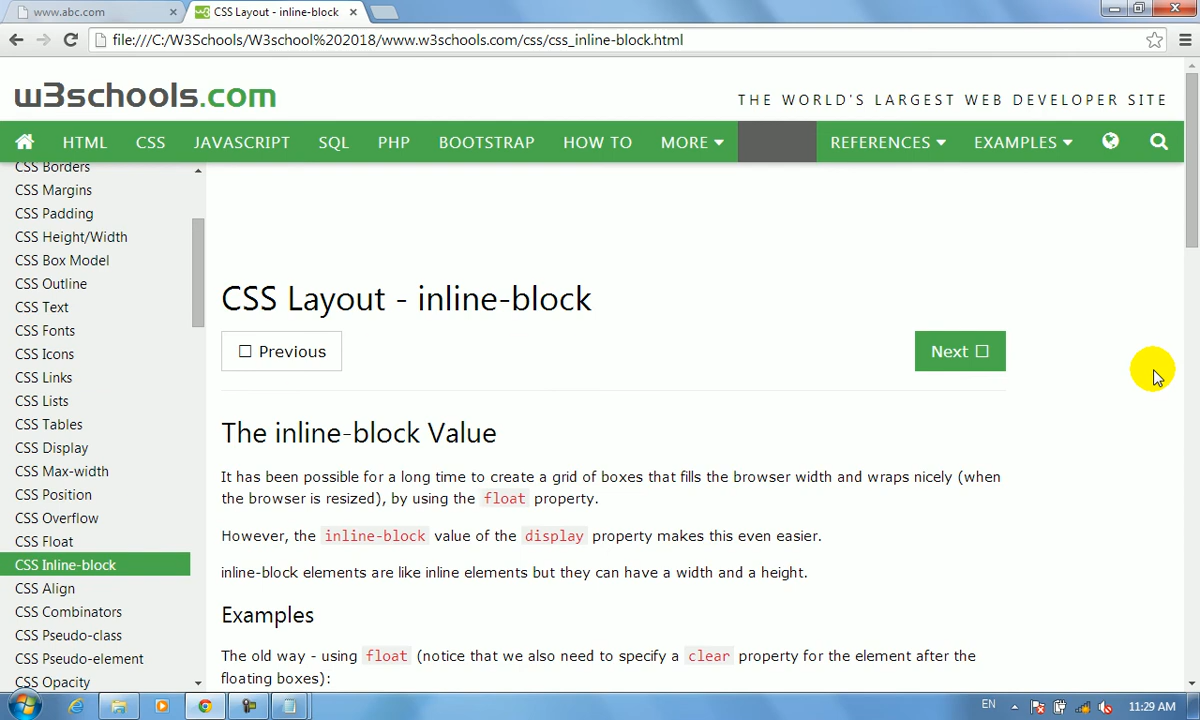 www.abc.com
CSS Layout - inline-block
file:///C:/W3Schools/W3school%202018/www.w3schools.com/css/css_inline-block.html
w3schools.com
THE WORLD'S LARGEST WEB DEVELOPER SITE
HTML CSS JAVASCRIPT SQL PHP BOOTSTRAP HOW TO MORE REFERENCES EXAMPLES
CSS Borders
CSS Margins
CSS Padding
CSS Height/Width
CSS Box Model
CSS Outline
CSS Text
CSS Fonts
CSS Icons
CSS Links
CSS Lists
CSS Tables
CSS Display
CSS Max-width
CSS Position
CSS Overflow
CSS Float
CSS Inline-block
CSS Align
CSS Combinators
CSS Pseudo-class
CSS Pseudo-element
CSS Opacity
CSS Layout - inline-block
Previous
Next
The inline-block Value
It has been possible for a long time to create a grid of boxes that fills the browser width and wraps nicely (when
the browser is resized), by using the float property.
However, the inline-block value of the display property makes this even easier.
inline-block elements are like inline elements but they can have a width and a height.
Examples
The old way - using float (notice that we also need to specify a clear property for the element after the
floating boxes):
EN
11:29 AM